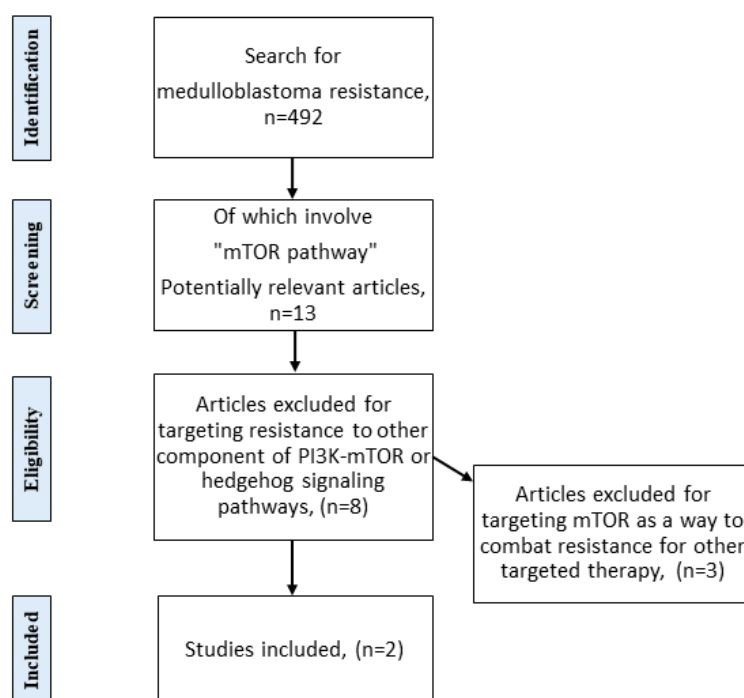 Identification
Search for
medulloblastoma resistance,
n=492
Screening
Of which involve
"mTOR pathway"
Potentially relevant articles,
n=13
Eligibility
Articles excluded for
targeting resistance to other
component of PI3K-mTOR or
hedgehog signaling
pathways, (n=8)
Articles excluded for
targeting mTOR as a way to
combat resistance for other
targeted therapy, (n=3)
Included
Studies included, (n=2)